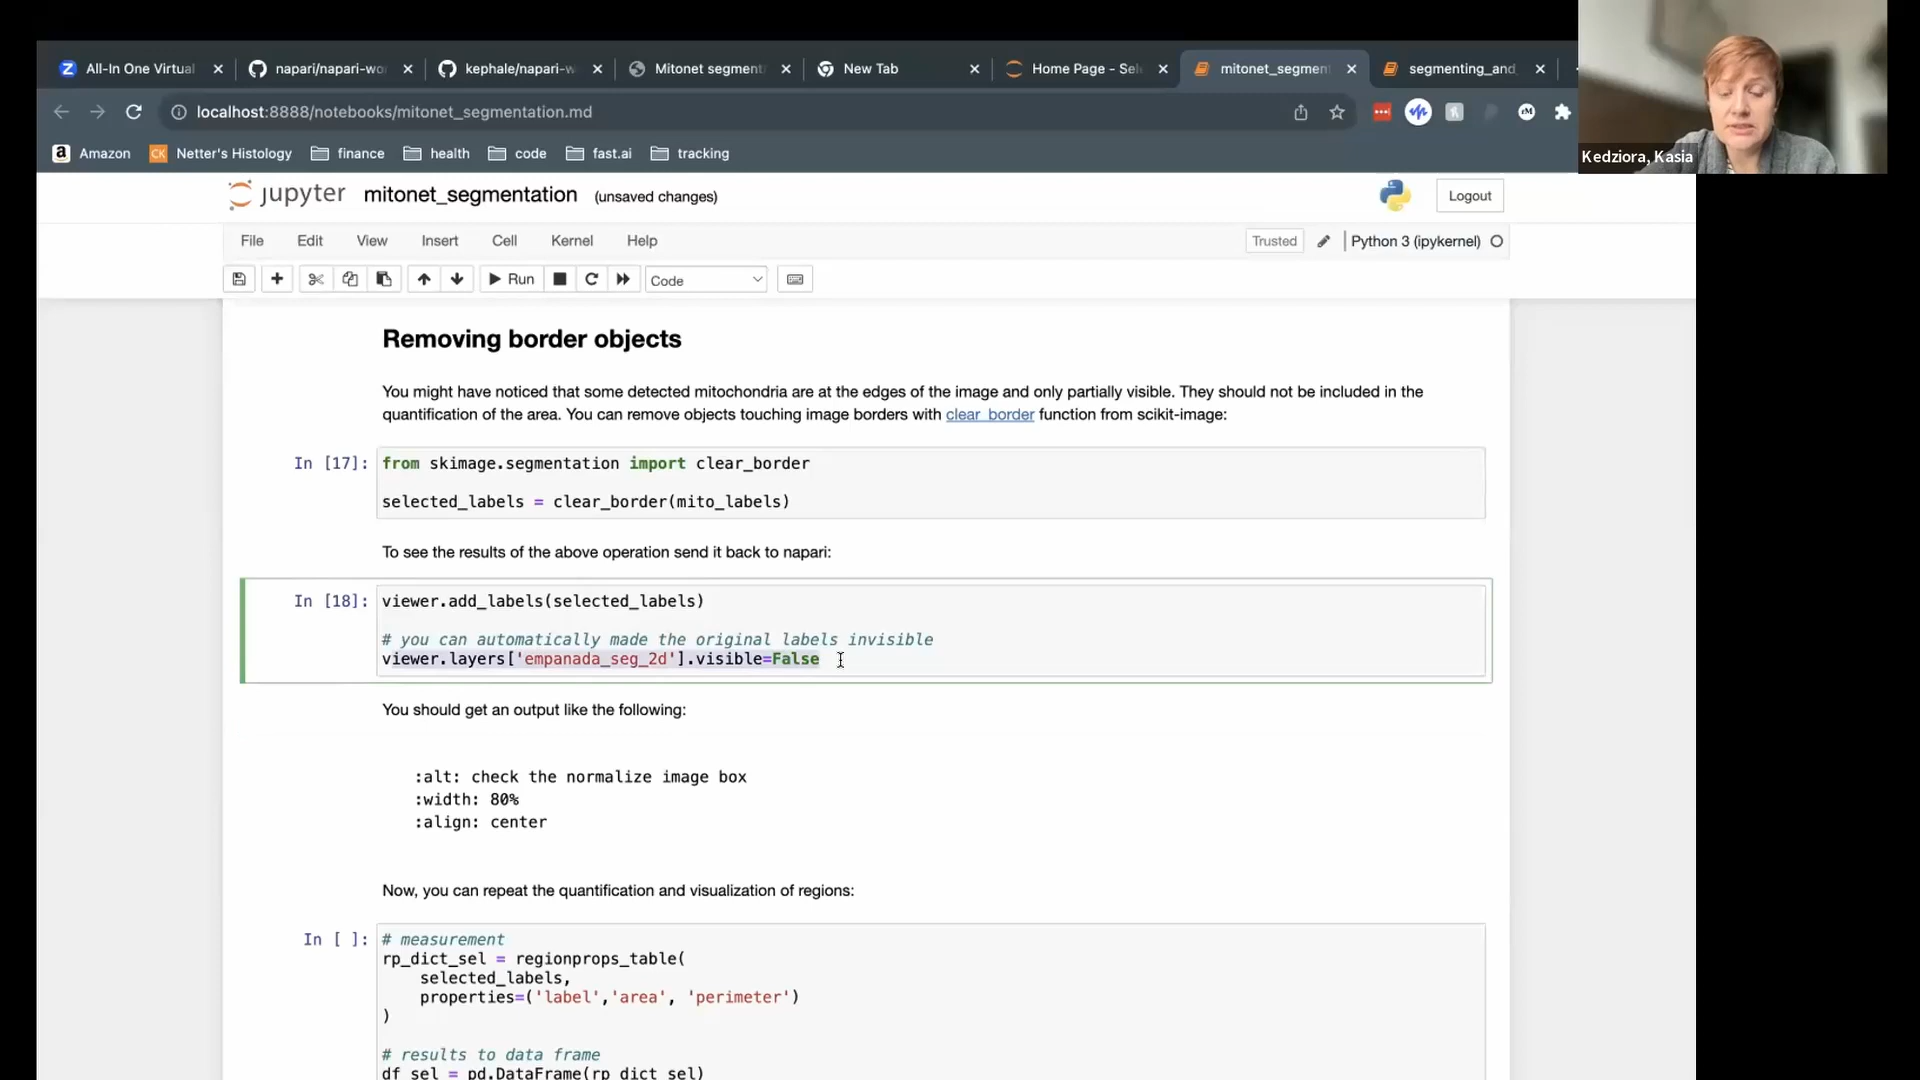 All-In One Virtual
napari/napari-wo
kephale/napari-w
Mitonet segment
New Tab
Home Page - Sel
mitonet_segmen
segmenting_and_
localhost:8888/notebooks/mitonet_segmentation.md
Amazon
Netter's Histology
finance
health
code
fast.ai
tracking
Kedziora, Kasia
jupyter mitonet_segmentation (unsaved changes)
Logout
File Edit View Insert Cell Kernel Help
Trusted
Python 3 (ipykernel)
Run
Code
Removing border objects
You might have noticed that some detected mitochondria are at the edges of the image and only partially visible. They should not be included in the
quantification of the area. You can remove objects touching image borders with clear_border function from scikit-image:
In [17]: from skimage.segmentation import clear_border
selected_labels = clear_border(mito_labels)
To see the results of the above operation send it back to napari:
In [18]: viewer.add_labels(selected_labels)
# you can automatically made the original labels invisible
viewer.layers['empanada_seg_2d'].visible=False
You should get an output like the following:
:alt: check the normalize image box
:width: 80%
:align: center
Now, you can repeat the quantification and visualization of regions:
In [ ]: # measurement
rp_dict_sel = regionprops_table(
selected_labels,
properties=('label','area', 'perimeter')
)
# results to data frame
df_sel = pd.DataFrame(rp_dict_sel)